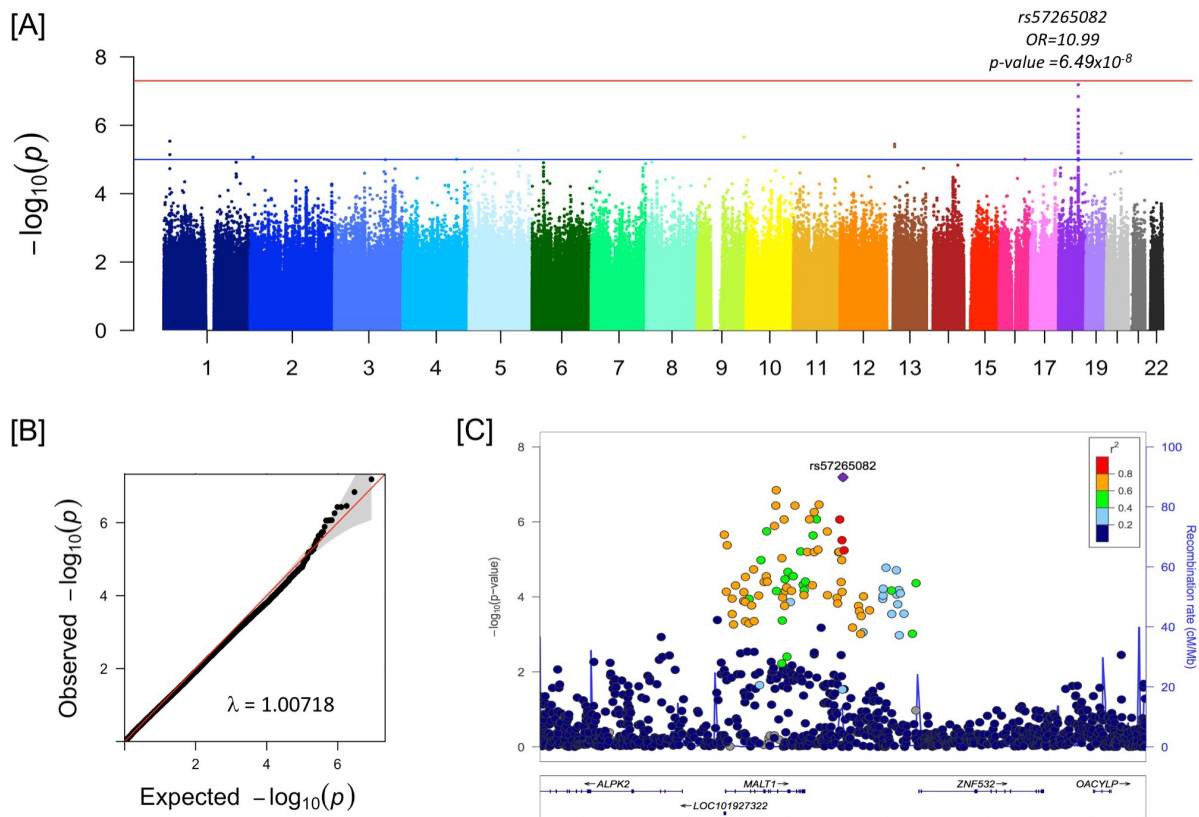 [A]
rs57265082
OR=10.99
p-value =6.49x10-8
8
6
4
2
0
−log10(p)
1 2 3 4 5 6 7 8 9 10 11 12 13 15 17 19 22
[B]
6
4
2
Observed −log10(p)
λ = 1.00718
2 4 6
Expected −log10(p)
[C]
8
6
4
2
0
−log10(p−value)
rs57265082
r2
0.8
0.6
0.4
0.2
100
80
60
40
20
0
Recombination rate (cM/Mb)
←ALPK2 MALT1→ ZNF532→ OACYLP→
←LOC101927322